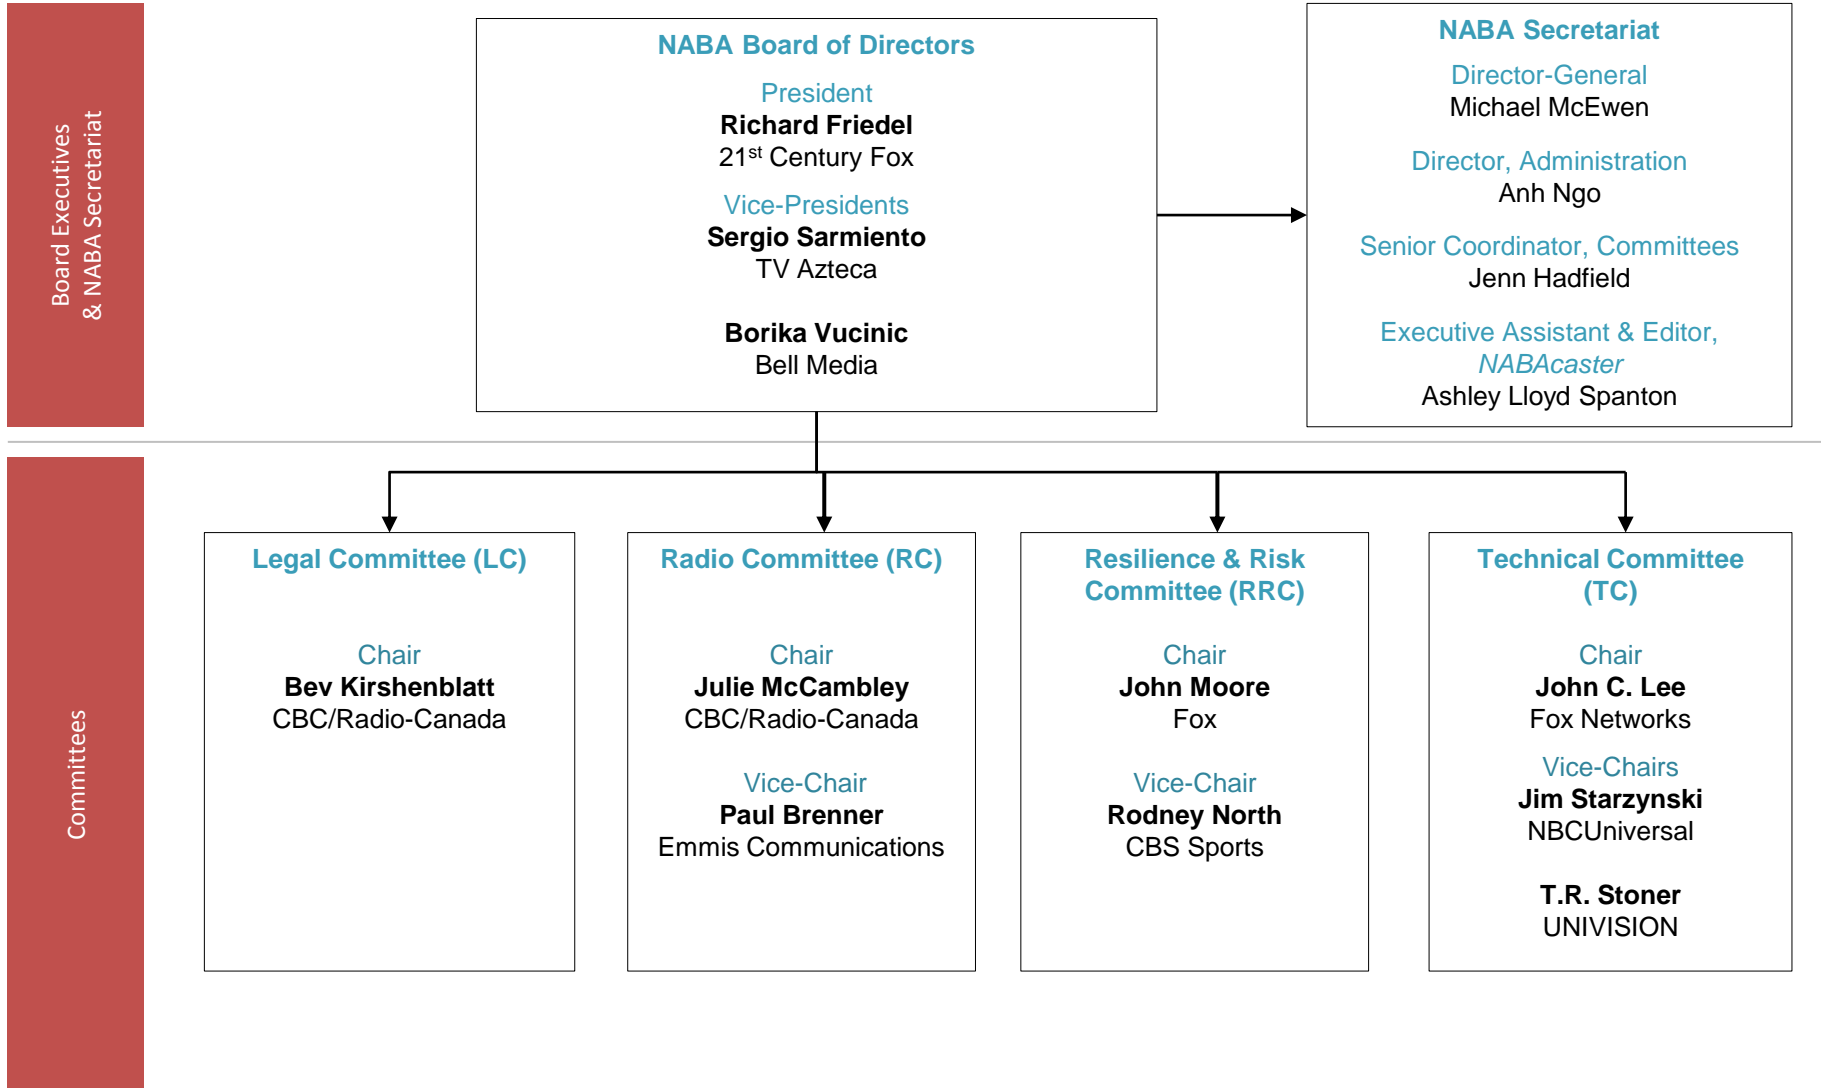 Board Executives
& NABA Secretariat
NABA Board of Directors
President
Richard Friedel
21st Century Fox
Vice-Presidents
Sergio Sarmiento
TV Azteca
Borika Vucinic
Bell Media
NABA Secretariat
Director-General
Michael McEwen
Director, Administration
Anh Ngo
Senior Coordinator, Committees
Jenn Hadfield
Executive Assistant & Editor,
NABAcaster
Ashley Lloyd Spanton
Committees
Legal Committee (LC)
Chair
Bev Kirshenblatt
CBC/Radio-Canada
Radio Committee (RC)
Chair
Julie McCambley
CBC/Radio-Canada
Vice-Chair
Paul Brenner
Emmis Communications
Resilience & Risk
Committee (RRC)
Chair
John Moore
Fox
Vice-Chair
Rodney North
CBS Sports
Technical Committee
(TC)
Chair
John C. Lee
Fox Networks
Vice-Chairs
Jim Starzynski
NBCUniversal
T.R. Stoner
UNIVISION